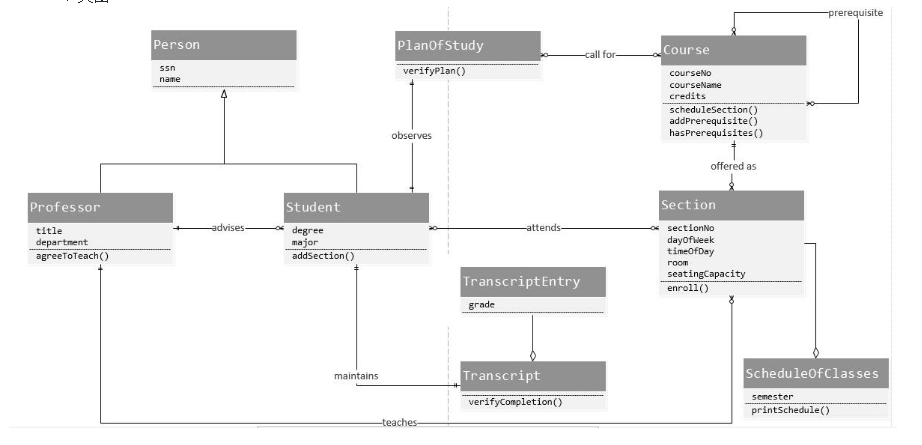 prerequisite
Person
ssn
name
PlanOfStudy
verifyPlan()
call for
Course
courseNo
courseName
credits
scheduleSection()
addPrerequisite()
hasPrerequisites()
observes
offered as
Professor
title
department
agreeToTeach()
advises
Student
degree
major
addSection()
attends
Section
sectionNo
dayOfWeek
timeOfDay
room
seatingCapacity
enroll()
TranscriptEntry
grade
maintains
Transcript
verifyCompletion()
ScheduleOfClasses
semester
printSchedule()
teaches